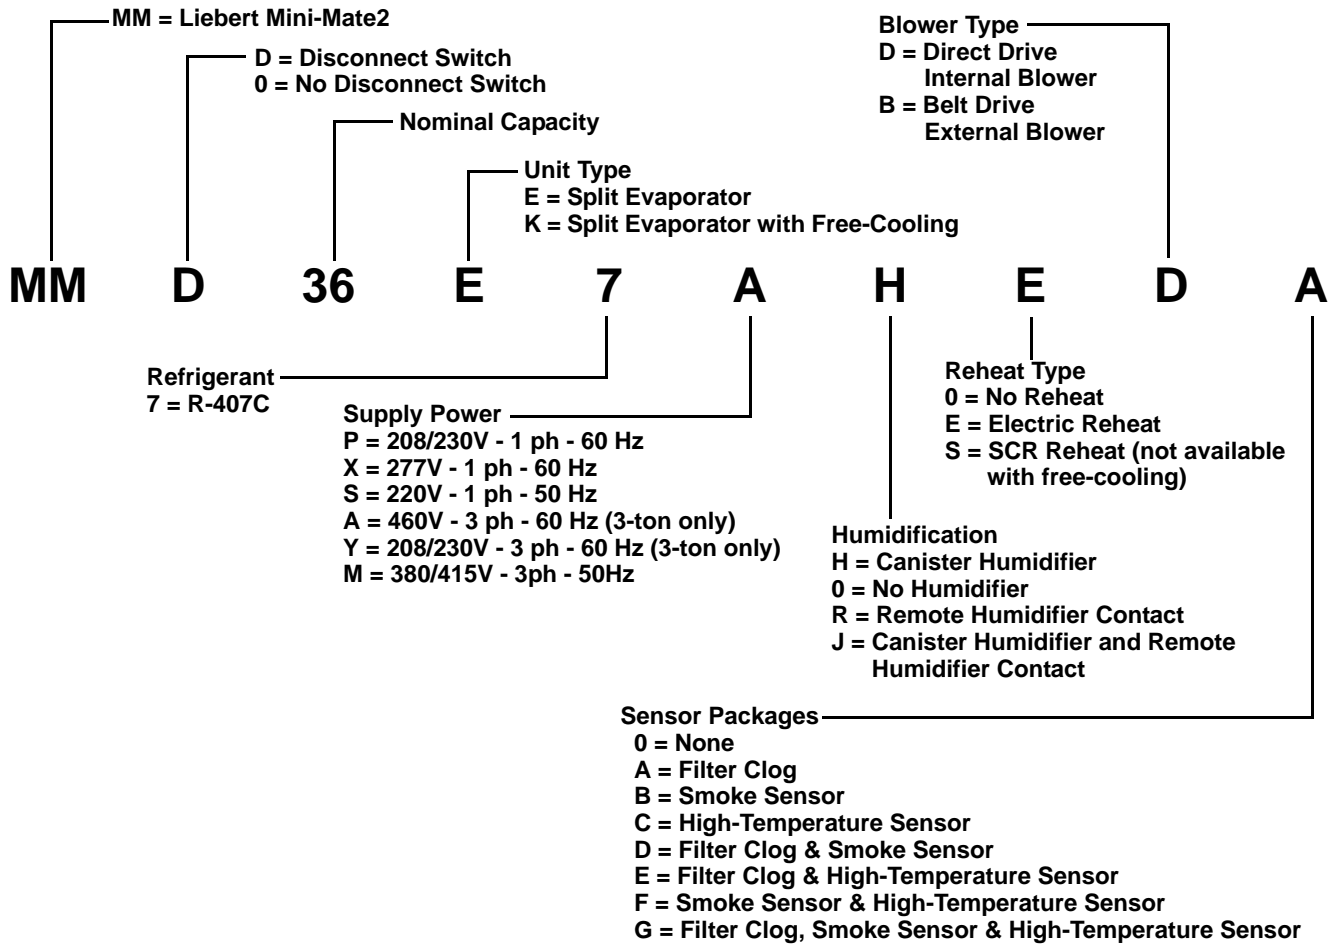 MM = Liebert Mini-Mate2
D = Disconnect Switch
0 = No Disconnect Switch
Nominal Capacity
Unit Type
E = Split Evaporator
K = Split Evaporator with Free-Cooling
Blower Type
D = Direct Drive
Internal Blower
B = Belt Drive
External Blower
MM D 36 E 7 A H E D A
Refrigerant
7 = R-407C
Supply Power
P = 208/230V - 1 ph - 60 Hz
X = 277V - 1 ph - 60 Hz
S = 220V - 1 ph - 50 Hz
A = 460V - 3 ph - 60 Hz (3-ton only)
Y = 208/230V - 3 ph - 60 Hz (3-ton only)
M = 380/415V - 3ph - 50Hz
Reheat Type
0 = No Reheat
E = Electric Reheat
S = SCR Reheat (not available
with free-cooling)
Humidification
H = Canister Humidifier
0 = No Humidifier
R = Remote Humidifier Contact
J = Canister Humidifier and Remote
Humidifier Contact
Sensor Packages
0 = None
A = Filter Clog
B = Smoke Sensor
C = High-Temperature Sensor
D = Filter Clog & Smoke Sensor
E = Filter Clog & High-Temperature Sensor
F = Smoke Sensor & High-Temperature Sensor
G = Filter Clog, Smoke Sensor & High-Temperature Sensor